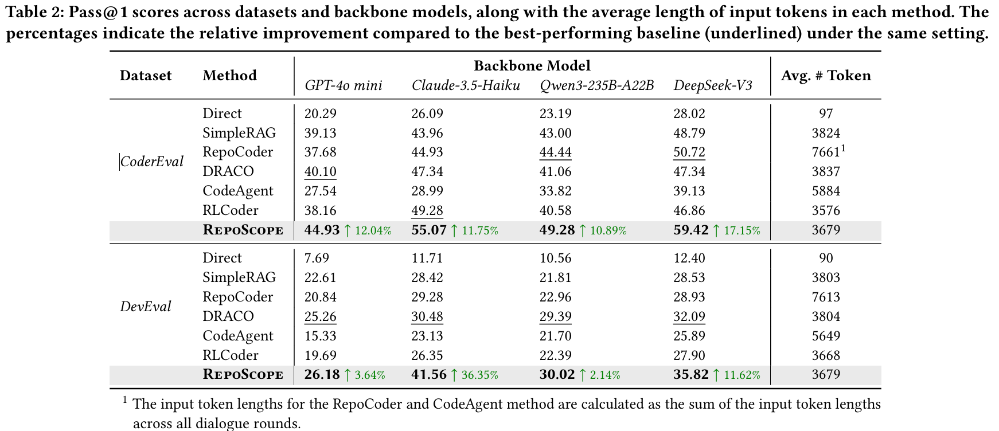 Table 2: Pass@1 scores across datasets and backbone models, along with the average length of input tokens in each method. The
percentages indicate the relative improvement compared to the best-performing baseline (underlined) under the same setting.
Dataset Method Backbone Model Avg. # Token
GPT-4o mini Claude-3.5-Haiku Qwen3-235B-A22B DeepSeek-V3
CoderEval
Direct 20.29 26.09 23.19 28.02 97
SimpleRAG 39.13 43.96 43.00 48.79 3824
RepoCoder 37.68 44.93 44.44 50.72 7661¹
DRACO 40.10 47.34 41.06 47.34 3837
CodeAgent 27.54 28.99 33.82 39.13 5884
RLCoder 38.16 49.28 40.58 46.86 3576
RepoScope 44.93 ↑ 12.04% 55.07 ↑ 11.75% 49.28 ↑ 10.89% 59.42 ↑ 17.15% 3679
DevEval
Direct 7.69 11.71 10.56 12.40 90
SimpleRAG 22.61 28.42 21.81 28.53 3803
RepoCoder 20.84 29.28 22.96 28.93 7613
DRACO 25.26 30.48 29.39 32.09 3804
CodeAgent 15.33 23.13 21.70 25.89 5649
RLCoder 19.69 26.35 22.39 27.90 3668
RepoScope 26.18 ↑ 3.64% 41.56 ↑ 36.35% 30.02 ↑ 2.14% 35.82 ↑ 11.62% 3679
¹ The input token lengths for the RepoCoder and CodeAgent method are calculated as the sum of the input token lengths
across all dialogue rounds.